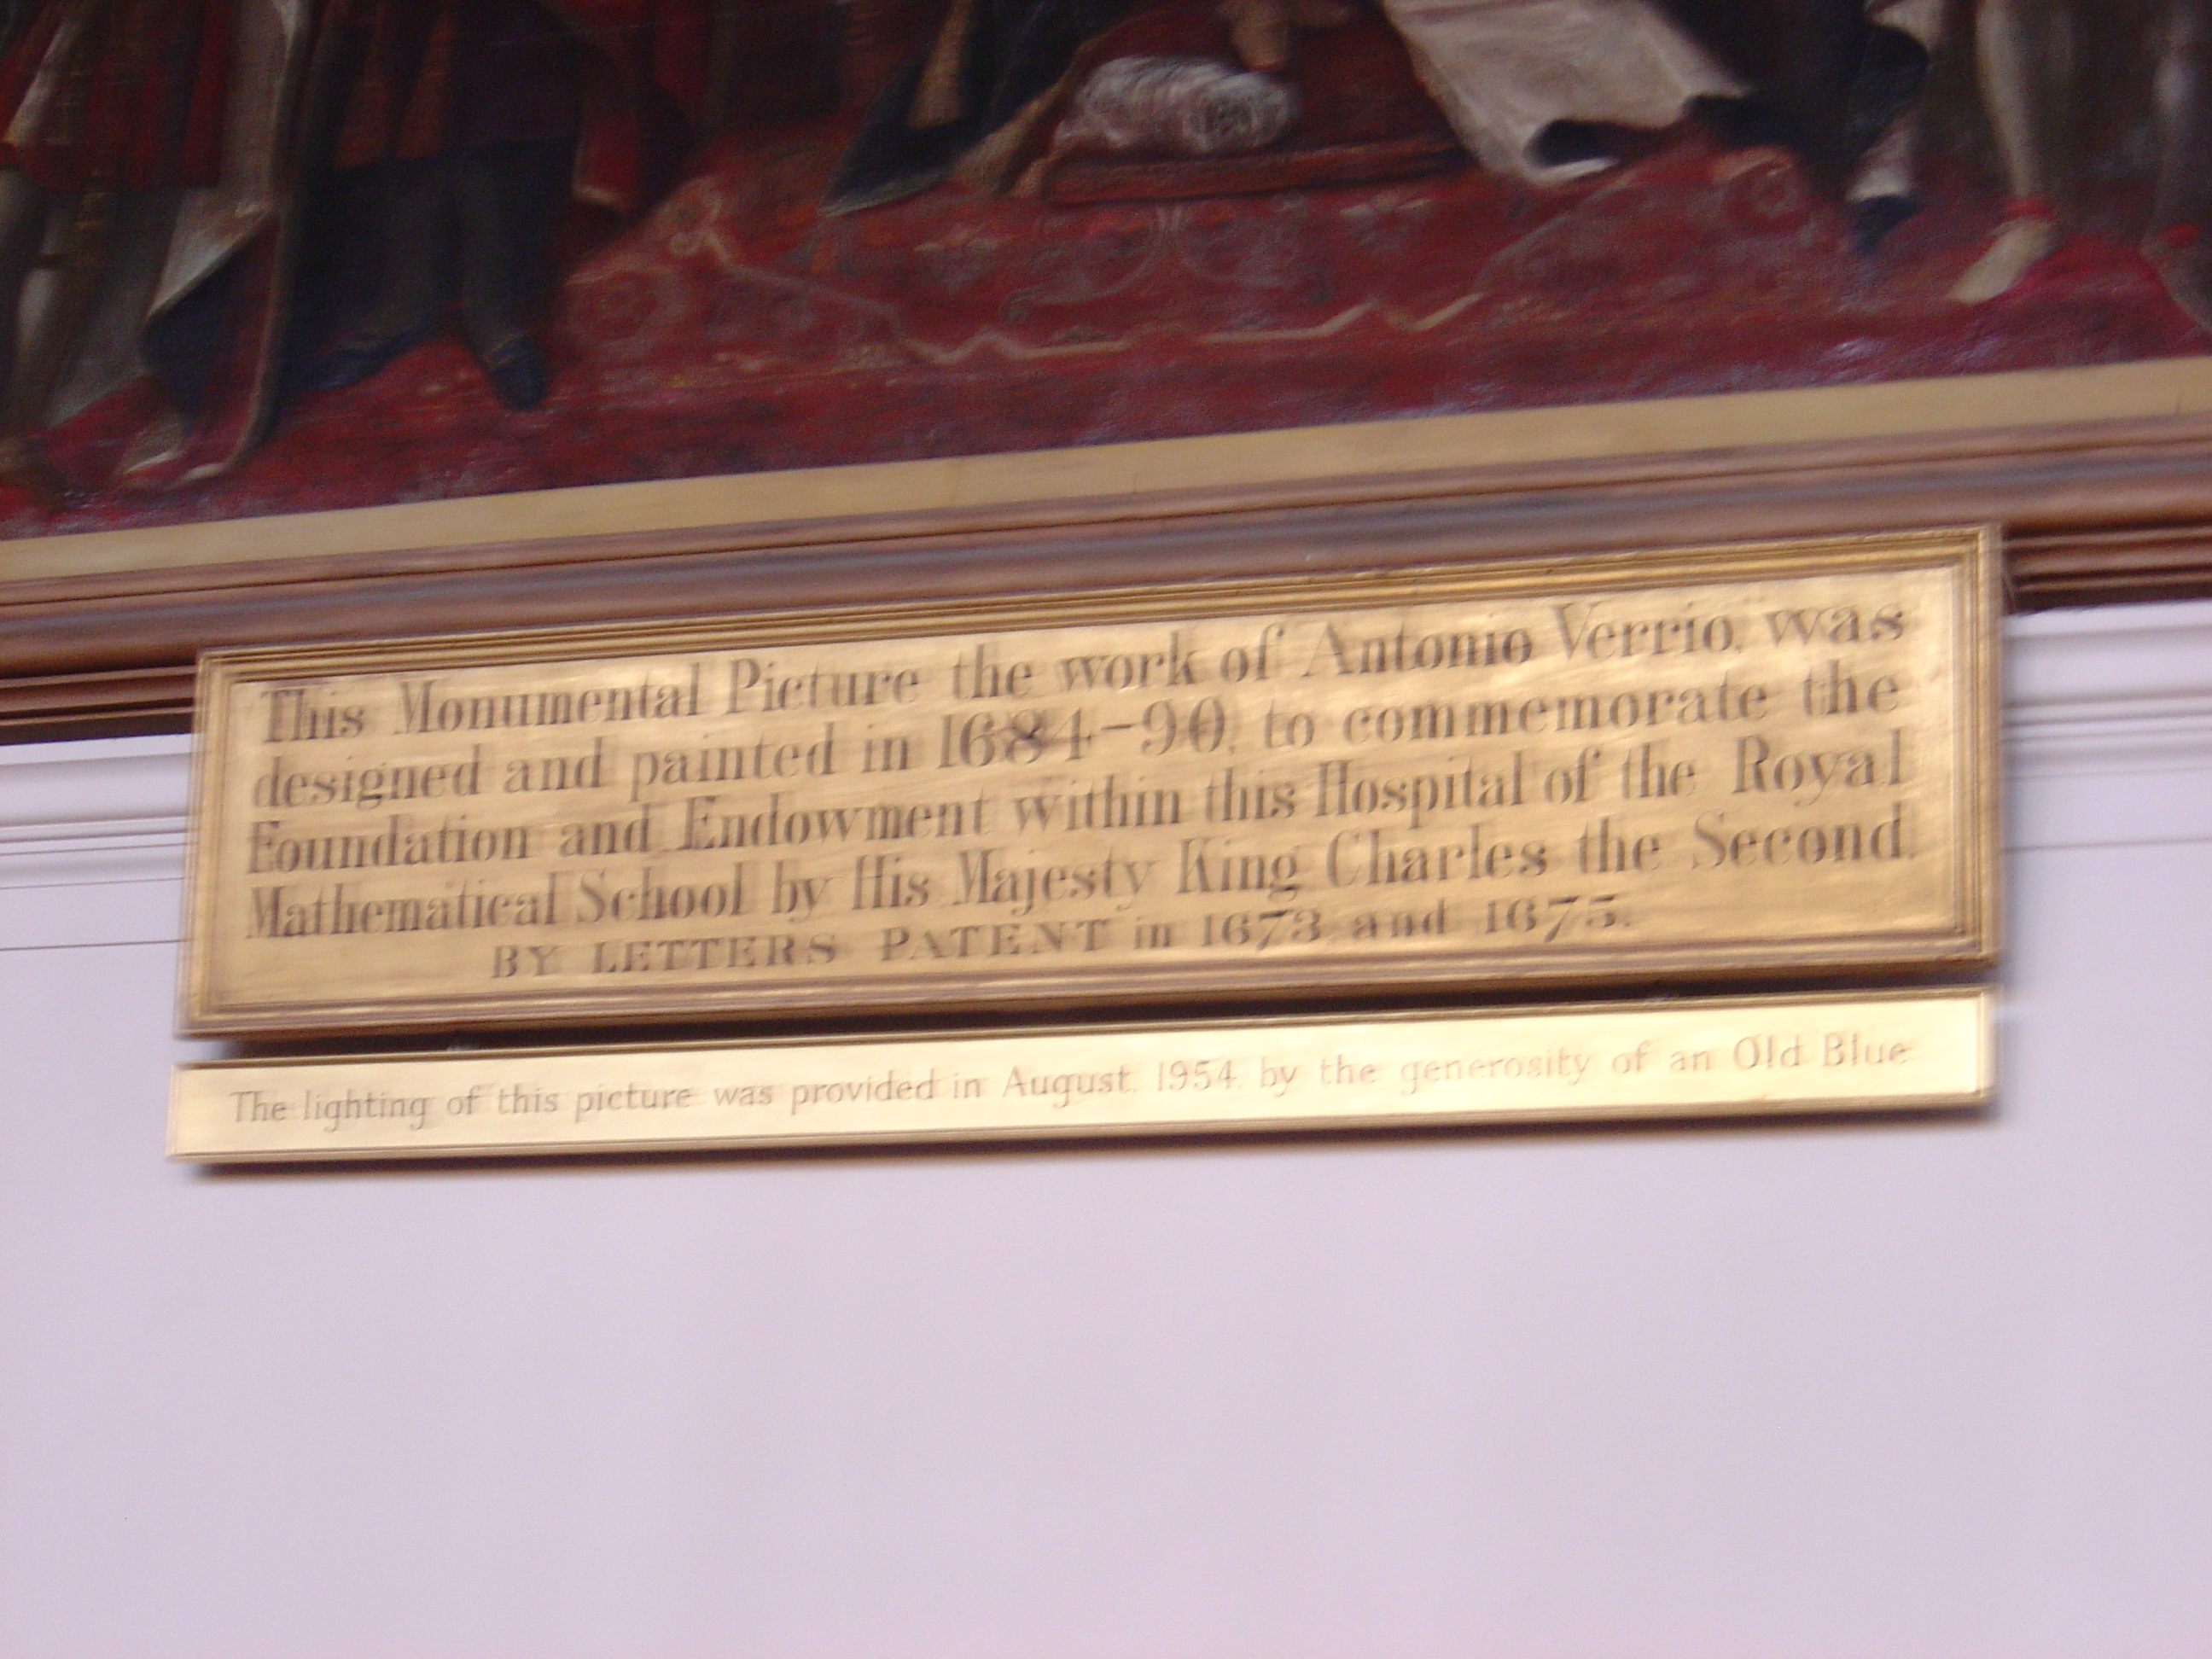 This Monumental Picture the work of Antonio Verrio, was
designed and painted in 1684-90, to commemorate the
Foundation and Endowment within this Hospital of the Royal
Mathematical School by His Majesty King Charles the Second,
BY LETTERS PATENT in 1673 and 1675.
The lighting of this picture was provided in August, 1954, by the generosity of an Old Blue